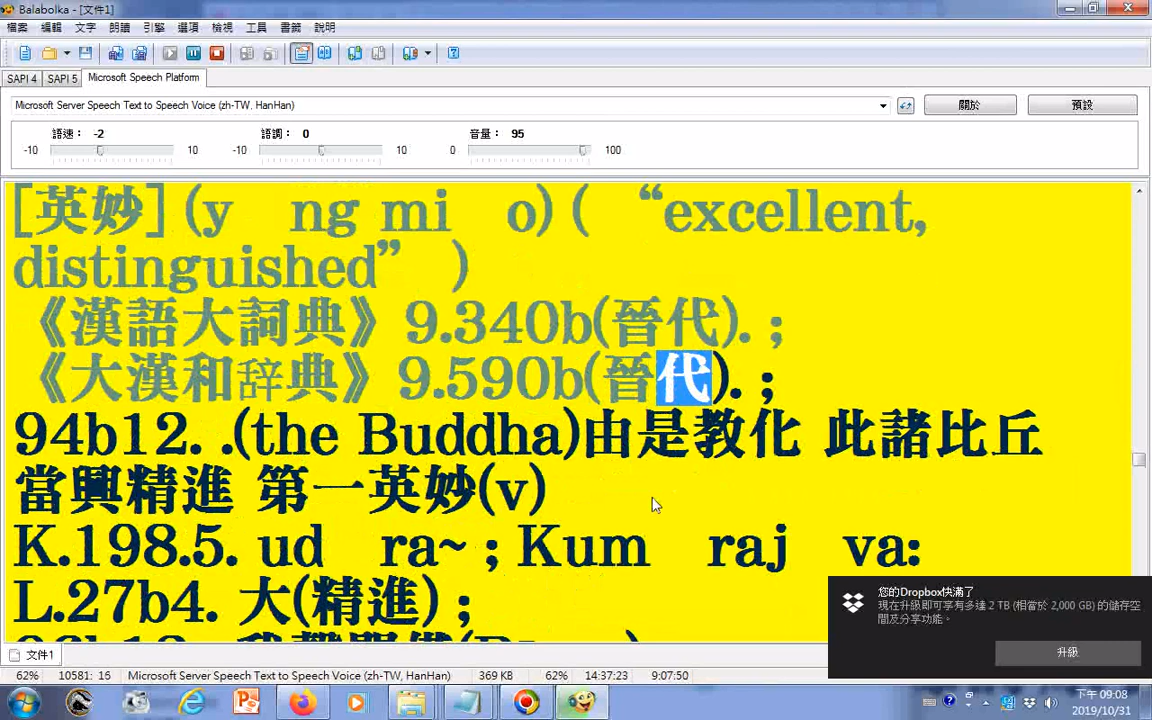 Balabolka - [文件1]
檔案 編輯 文字 朗讀 引擎 選項 檢視 工具 書籤 說明
SAPI 4 SAPI 5 Microsoft Speech Platform
Microsoft Server Speech Text to Speech Voice (zh-TW, HanHan)
關於 預設
語速： -2 語調： 0 音量： 95
-10 10 -10 10 0 100
[英妙] (y ng mi o) ( “excellent,
distinguished” )
《漢語大詞典》 9.340b(晉代). ;
《大漢和辞典》 9.590b(晉代). ;
94b12. .(the Buddha)由是教化 此諸比丘
當興精進 第一英妙(v)
K.198.5. ud ra~ ; Kum raj va:
L.27b4. 大(精進) ;
您的Dropbox快滿了
現在升級即可享有多達 2 TB (相當於 2,000 GB) 的儲存空
間及分享功能。
升級
文件1
62% 10581: 16 Microsoft Server Speech Text to Speech Voice (zh-TW, HanHan) 369 KB 62% 14:37:23 9:07:50
下午 09:08
2019/10/31